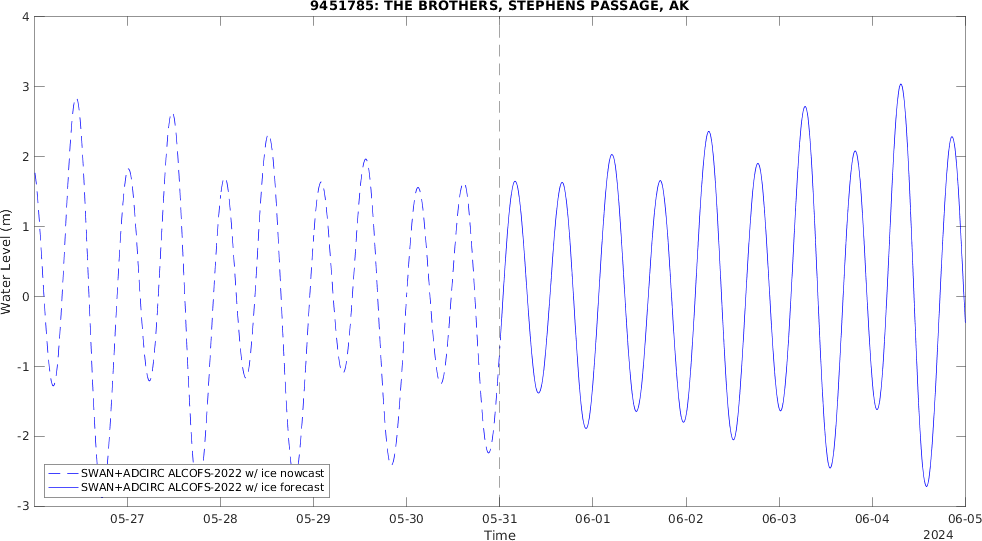 9451785: THE BROTHERS, STEPHENS PASSAGE, AK
Water Level (m)
4
3
2
1
0
-1
-2
-3
SWAN+ADCIRC ALCOFS-2022 w/ ice nowcast
SWAN+ADCIRC ALCOFS-2022 w/ ice forecast
05-27 05-28 05-29 05-30 05-31 06-01 06-02 06-03 06-04 06-05
Time
2024